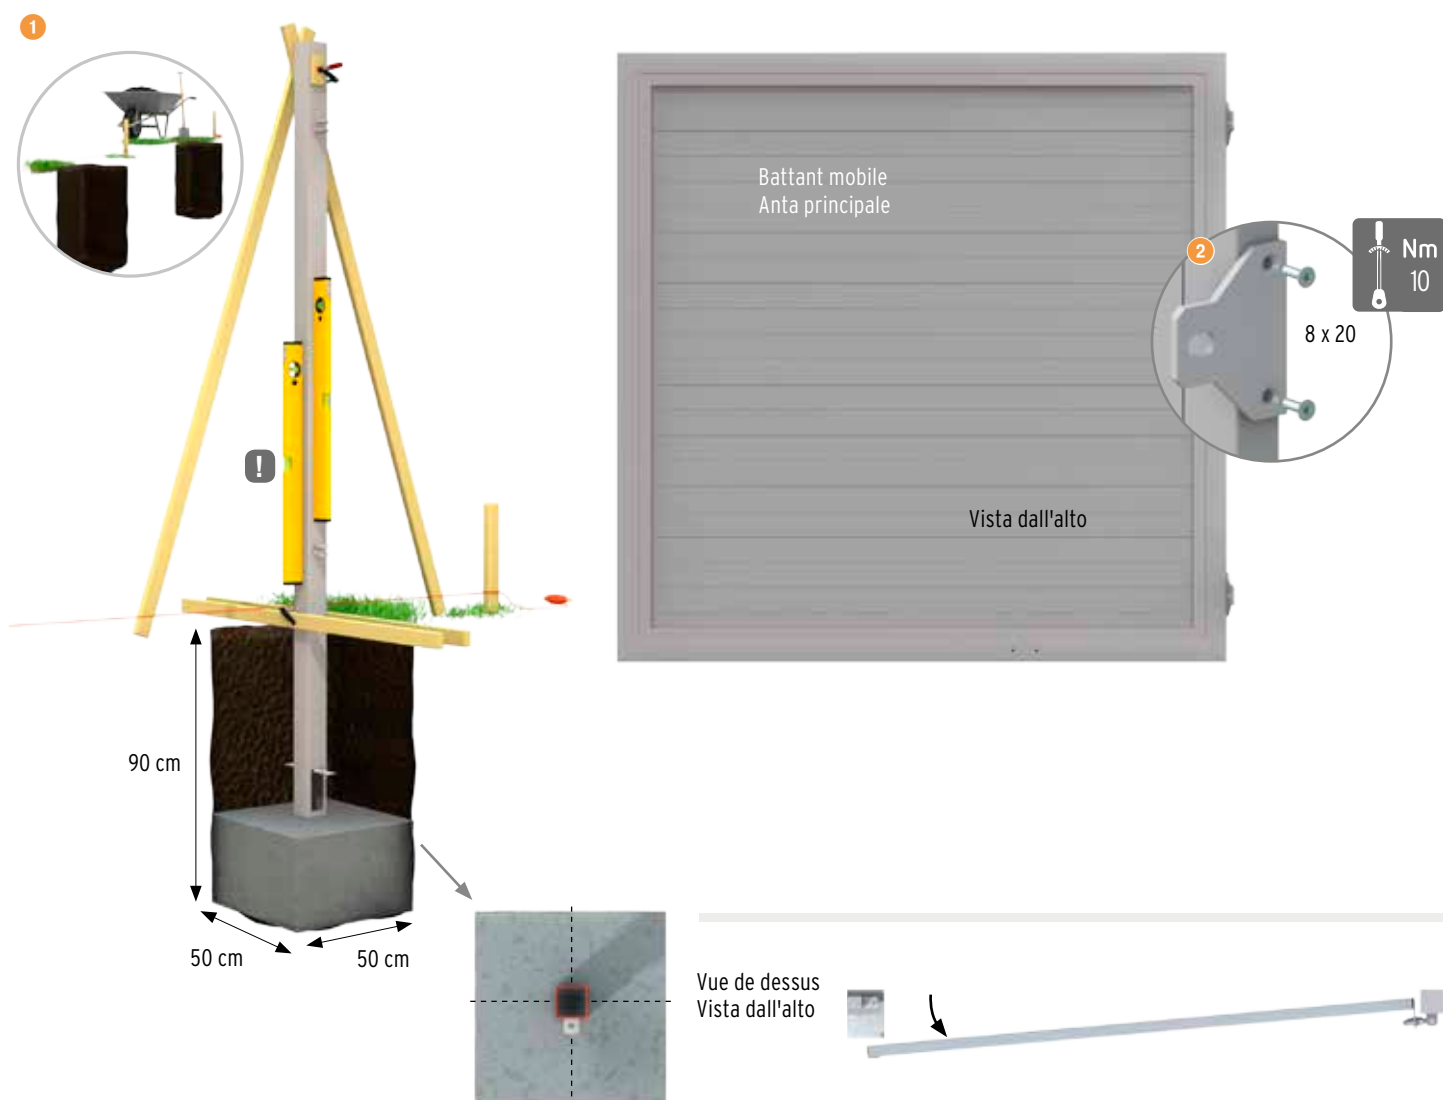 1
Battant mobile
Anta principale
2
Nm
10
8 x 20
!
Vista dall'alto
90 cm
50 cm
50 cm
Vue de dessus
Vista dall'alto